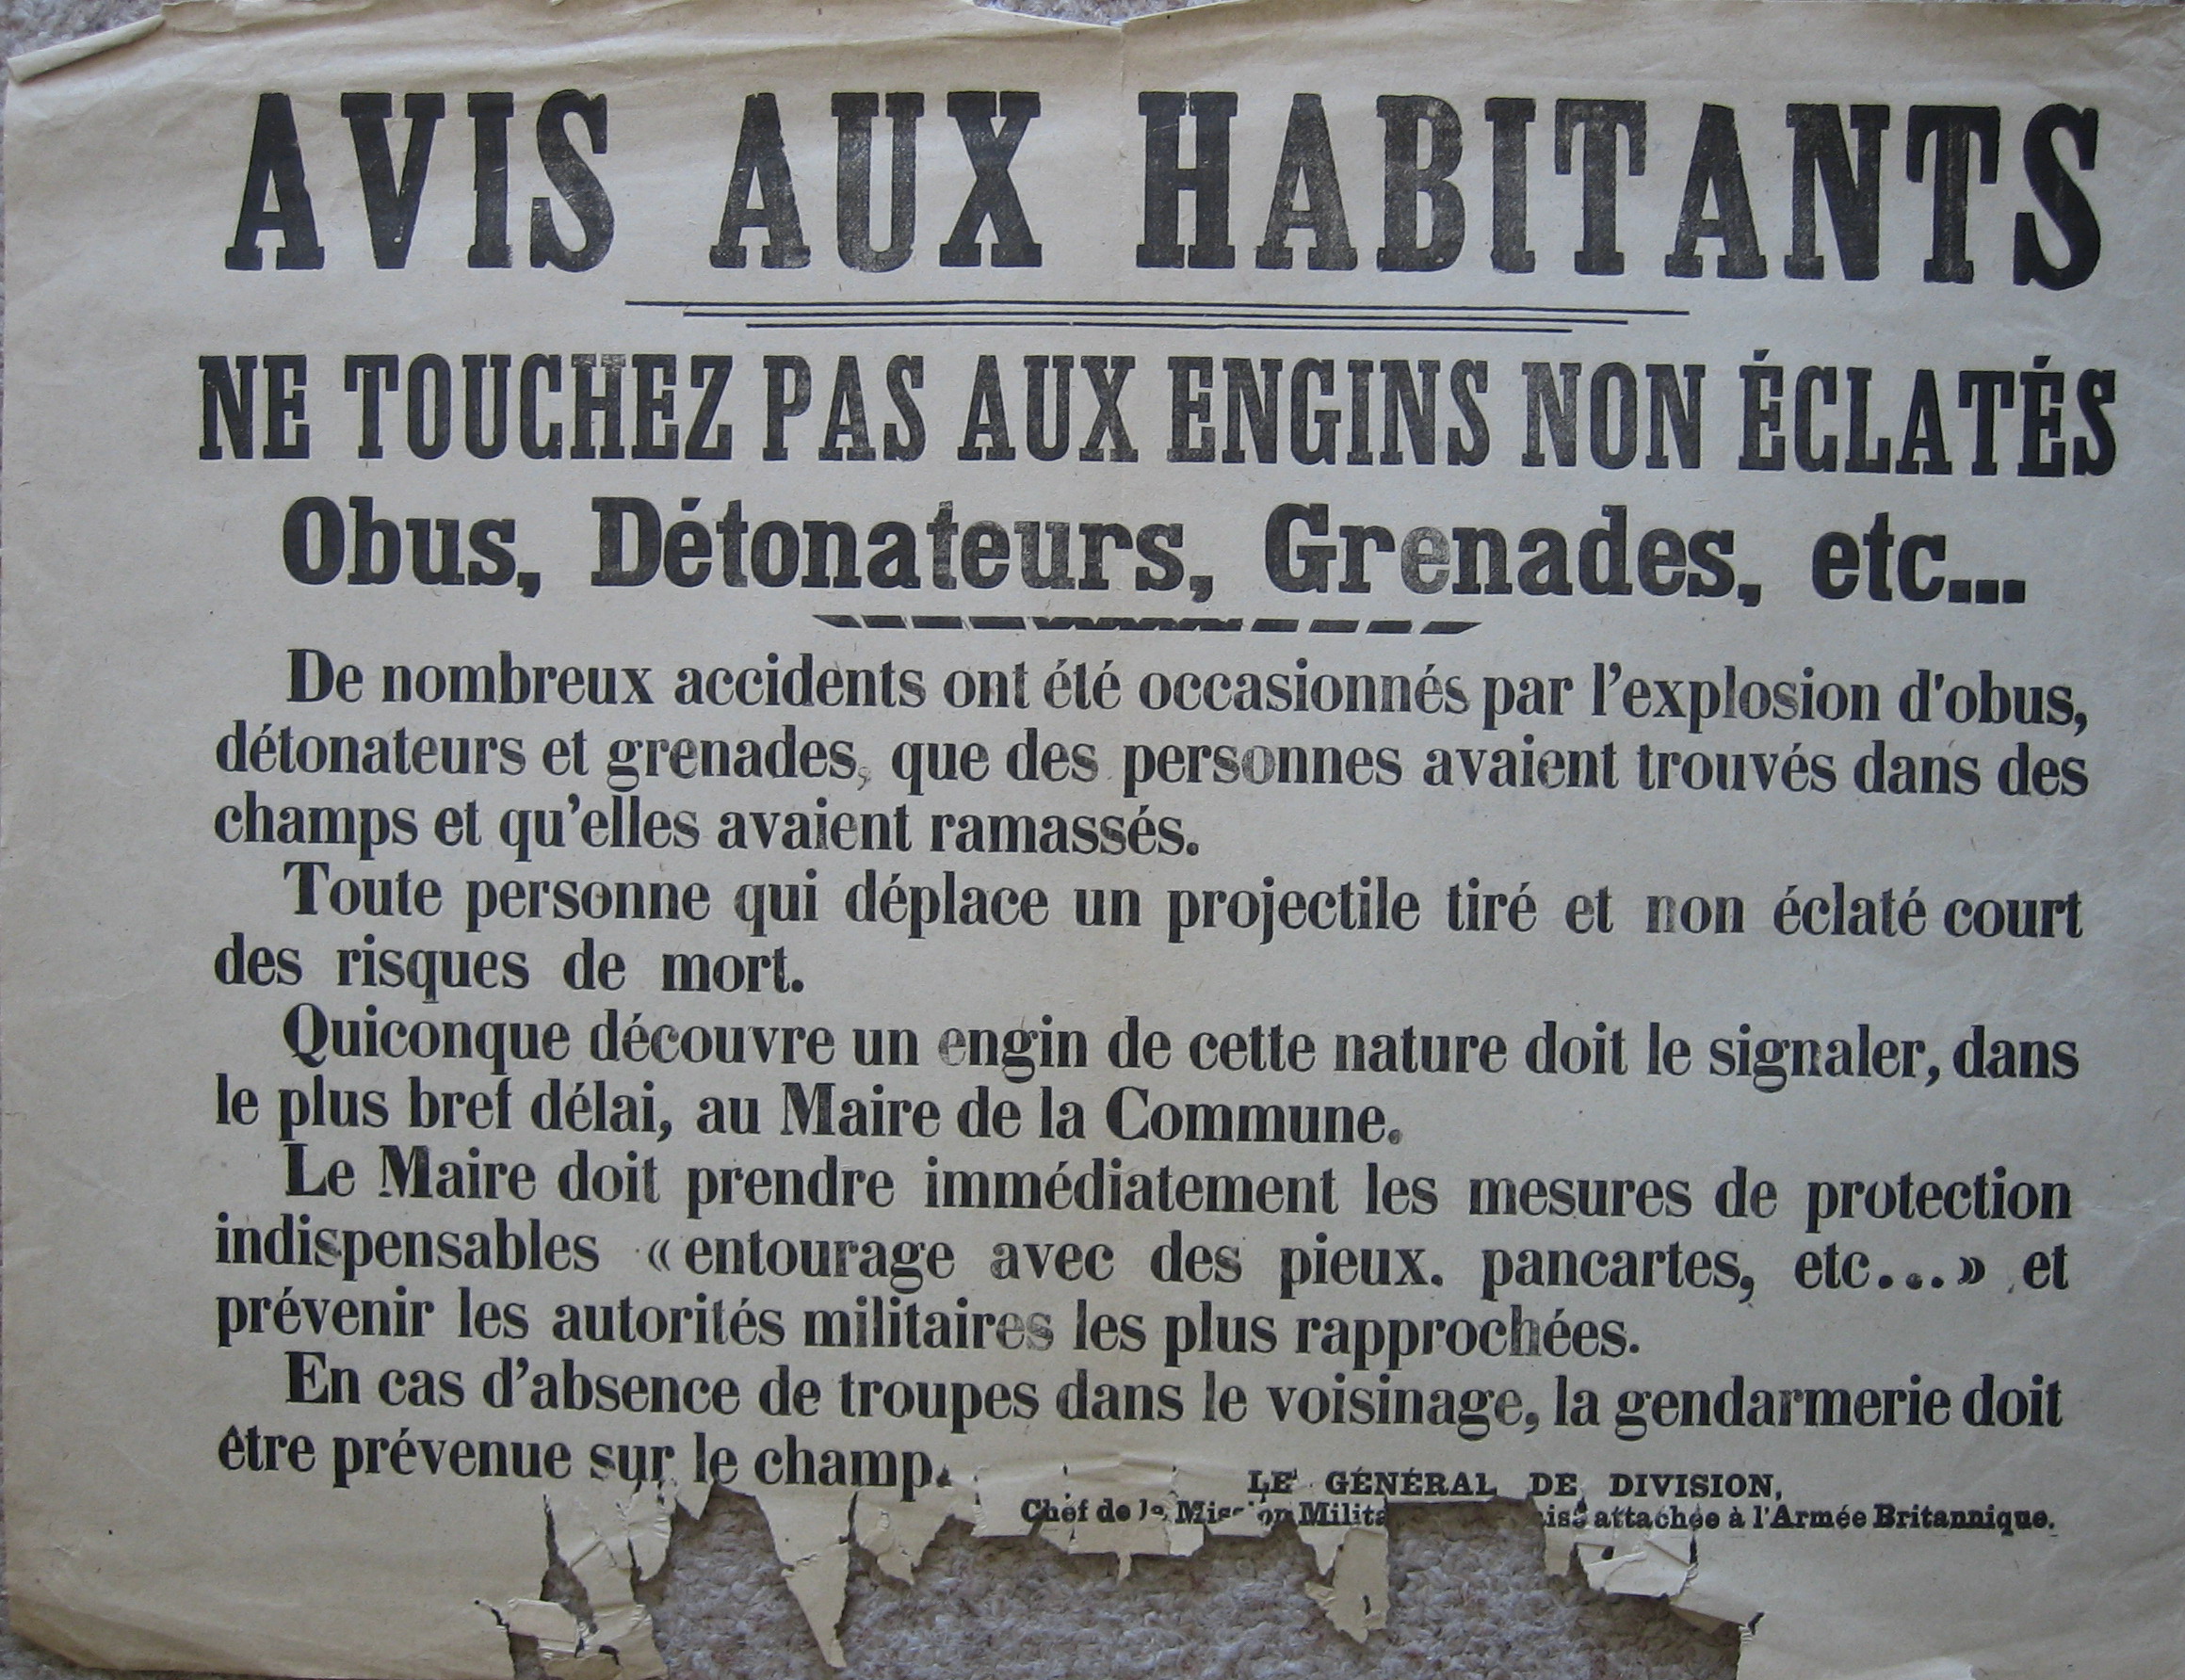 AVIS AUX HABITANTS
NE TOUCHEZ PAS AUX ENGINS NON ÉCLATÉS
Obus, Détonateurs, Grenades, etc...
De nombreux accidents ont été occasionnés par l'explosion d'obus,
détonateurs et grenades, que des personnes avaient trouvés dans des
champs et qu'elles avaient ramassés.
Toute personne qui déplace un projectile tiré et non éclaté court
des risques de mort.
Quiconque découvre un engin de cette nature doit le signaler, dans
le plus bref délai, au Maire de la Commune.
Le Maire doit prendre immédiatement les mesures de protection
indispensables « entourage avec des pieux. pancartes, etc... » et
prévenir les autorités militaires les plus rapprochées.
En cas d'absence de troupes dans le voisinage, la gendarmerie doit
être prévenue sur le champ.
LE GÉNÉRAL DE DIVISION,
Chef de la Mission attachée à l'Armée Britannique.